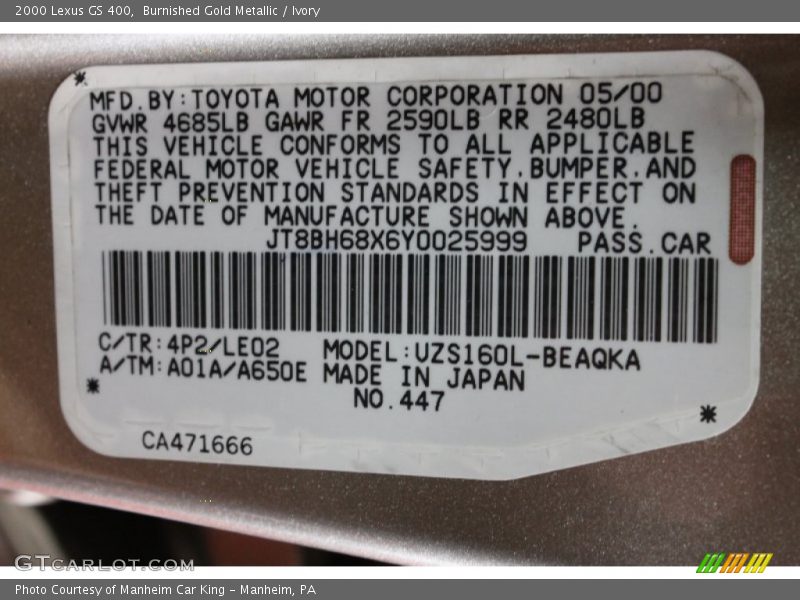 2000 Lexus GS 400, Burnished Gold Metallic / Ivory
MFD.BY:TOYOTA MOTOR CORPORATION 05/00
GVWR 4685LB GAWR FR 2590LB RR 2480LB
THIS VEHICLE CONFORMS TO ALL APPLICABLE
FEDERAL MOTOR VEHICLE SAFETY.BUMPER.AND
THEFT PREVENTION STANDARDS IN EFFECT ON
THE DATE OF MANUFACTURE SHOWN ABOVE.
JT8BH68X6Y0025999 PASS.CAR
C/TR:4P2/LE02 MODEL:UZS160L-BEAQKA
A/TM:A01A/A650E MADE IN JAPAN
NO.447
CA471666
GTCARLOT.COM
Photo Courtesy of Manheim Car King - Manheim, PA